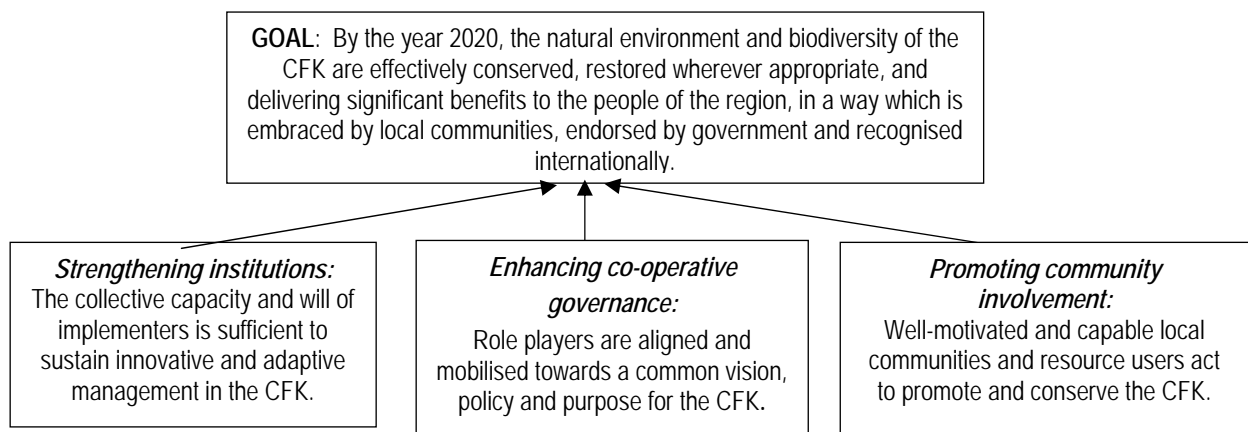 GOAL: By the year 2020, the natural environment and biodiversity of the
CFK are effectively conserved, restored wherever appropriate, and
delivering significant benefits to the people of the region, in a way which is
embraced by local communities, endorsed by government and recognised
internationally.
Strengthening institutions:
The collective capacity and will of
implementers is sufficient to
sustain innovative and adaptive
management in the CFK.
Enhancing co-operative
governance:
Role players are aligned and
mobilised towards a common vision,
policy and purpose for the CFK.
Promoting community
involvement:
Well-motivated and capable local
communities and resource users act
to promote and conserve the CFK.